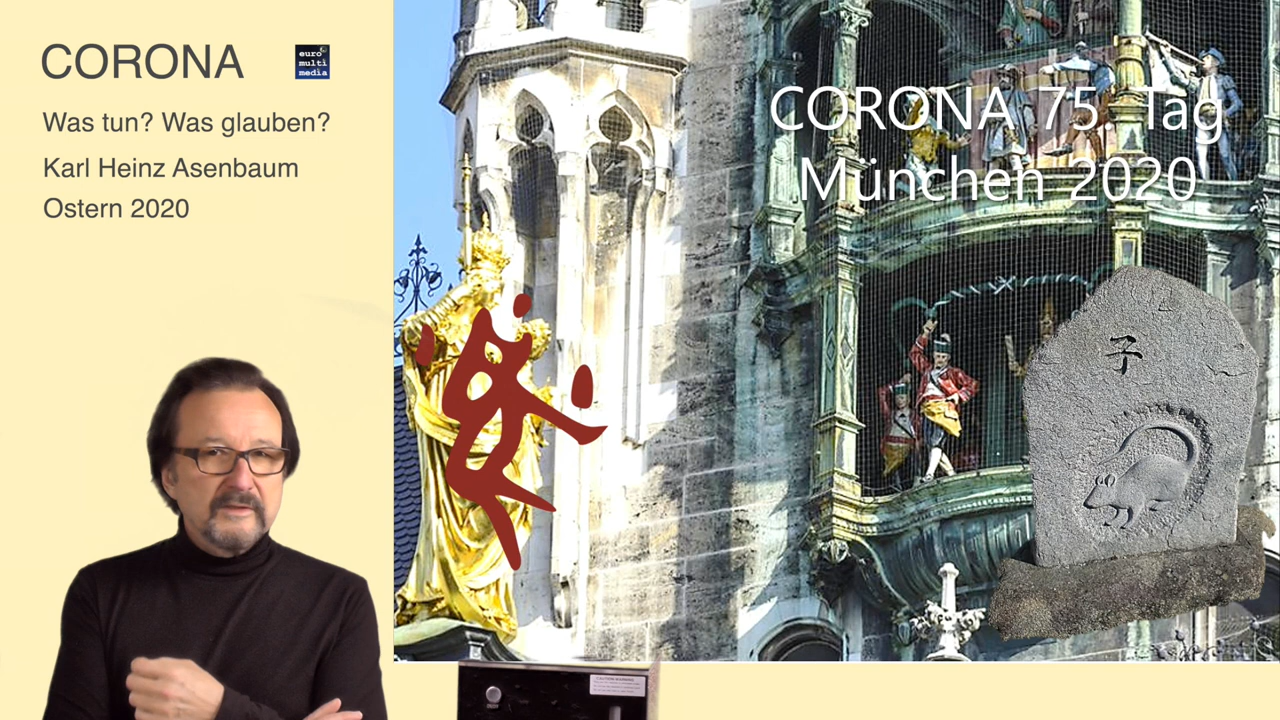 CORONA
euro
multi
media
Was tun? Was glauben?
Karl Heinz Asenbaum
Ostern 2020
CORONA 75. Tag
München 2020
子